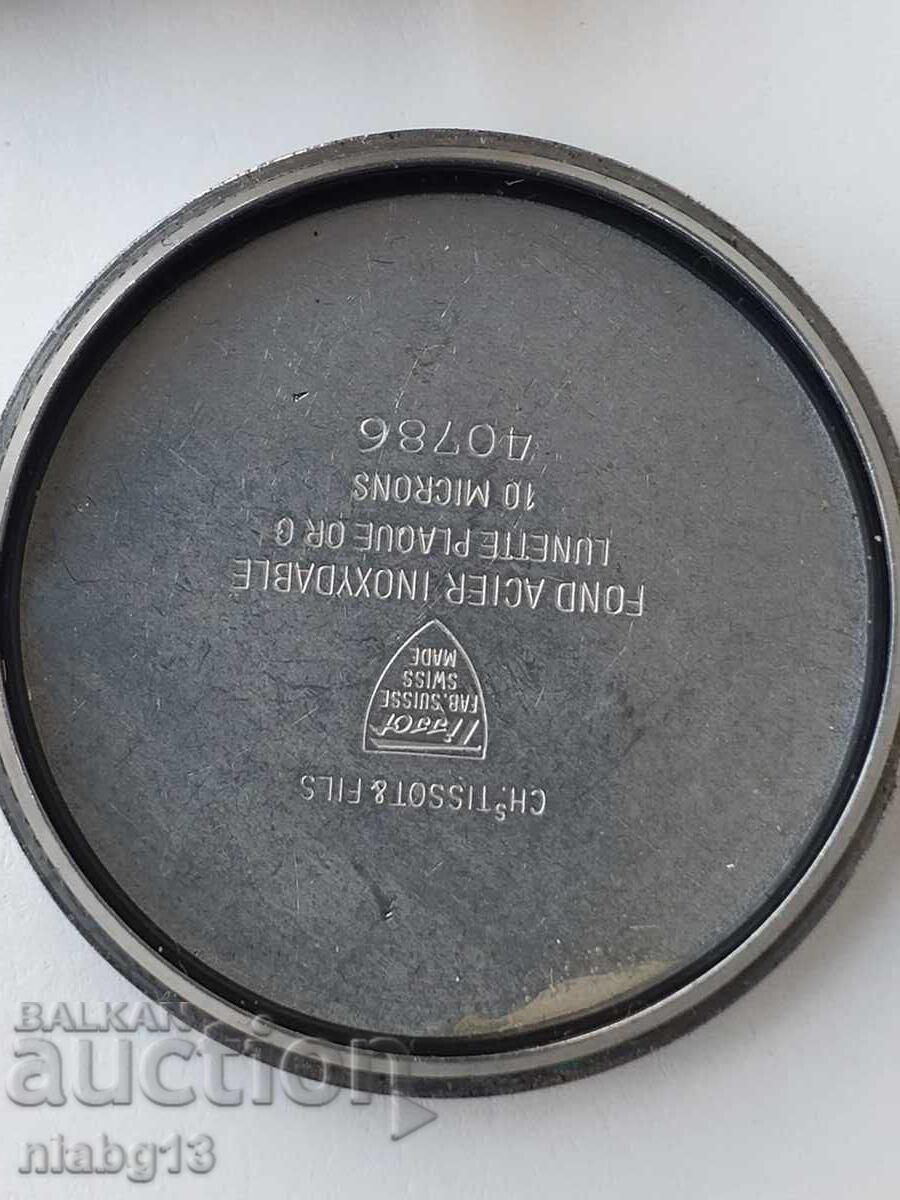 CHˢ TISSOT & FILS
Tissot
FAB. SUISSE
SWISS
MADE
FOND ACIER INOXYDABLE
LUNETTE PLAQUE OR G
10 MICRONS
40786
BALKAN
auction
nlabg13